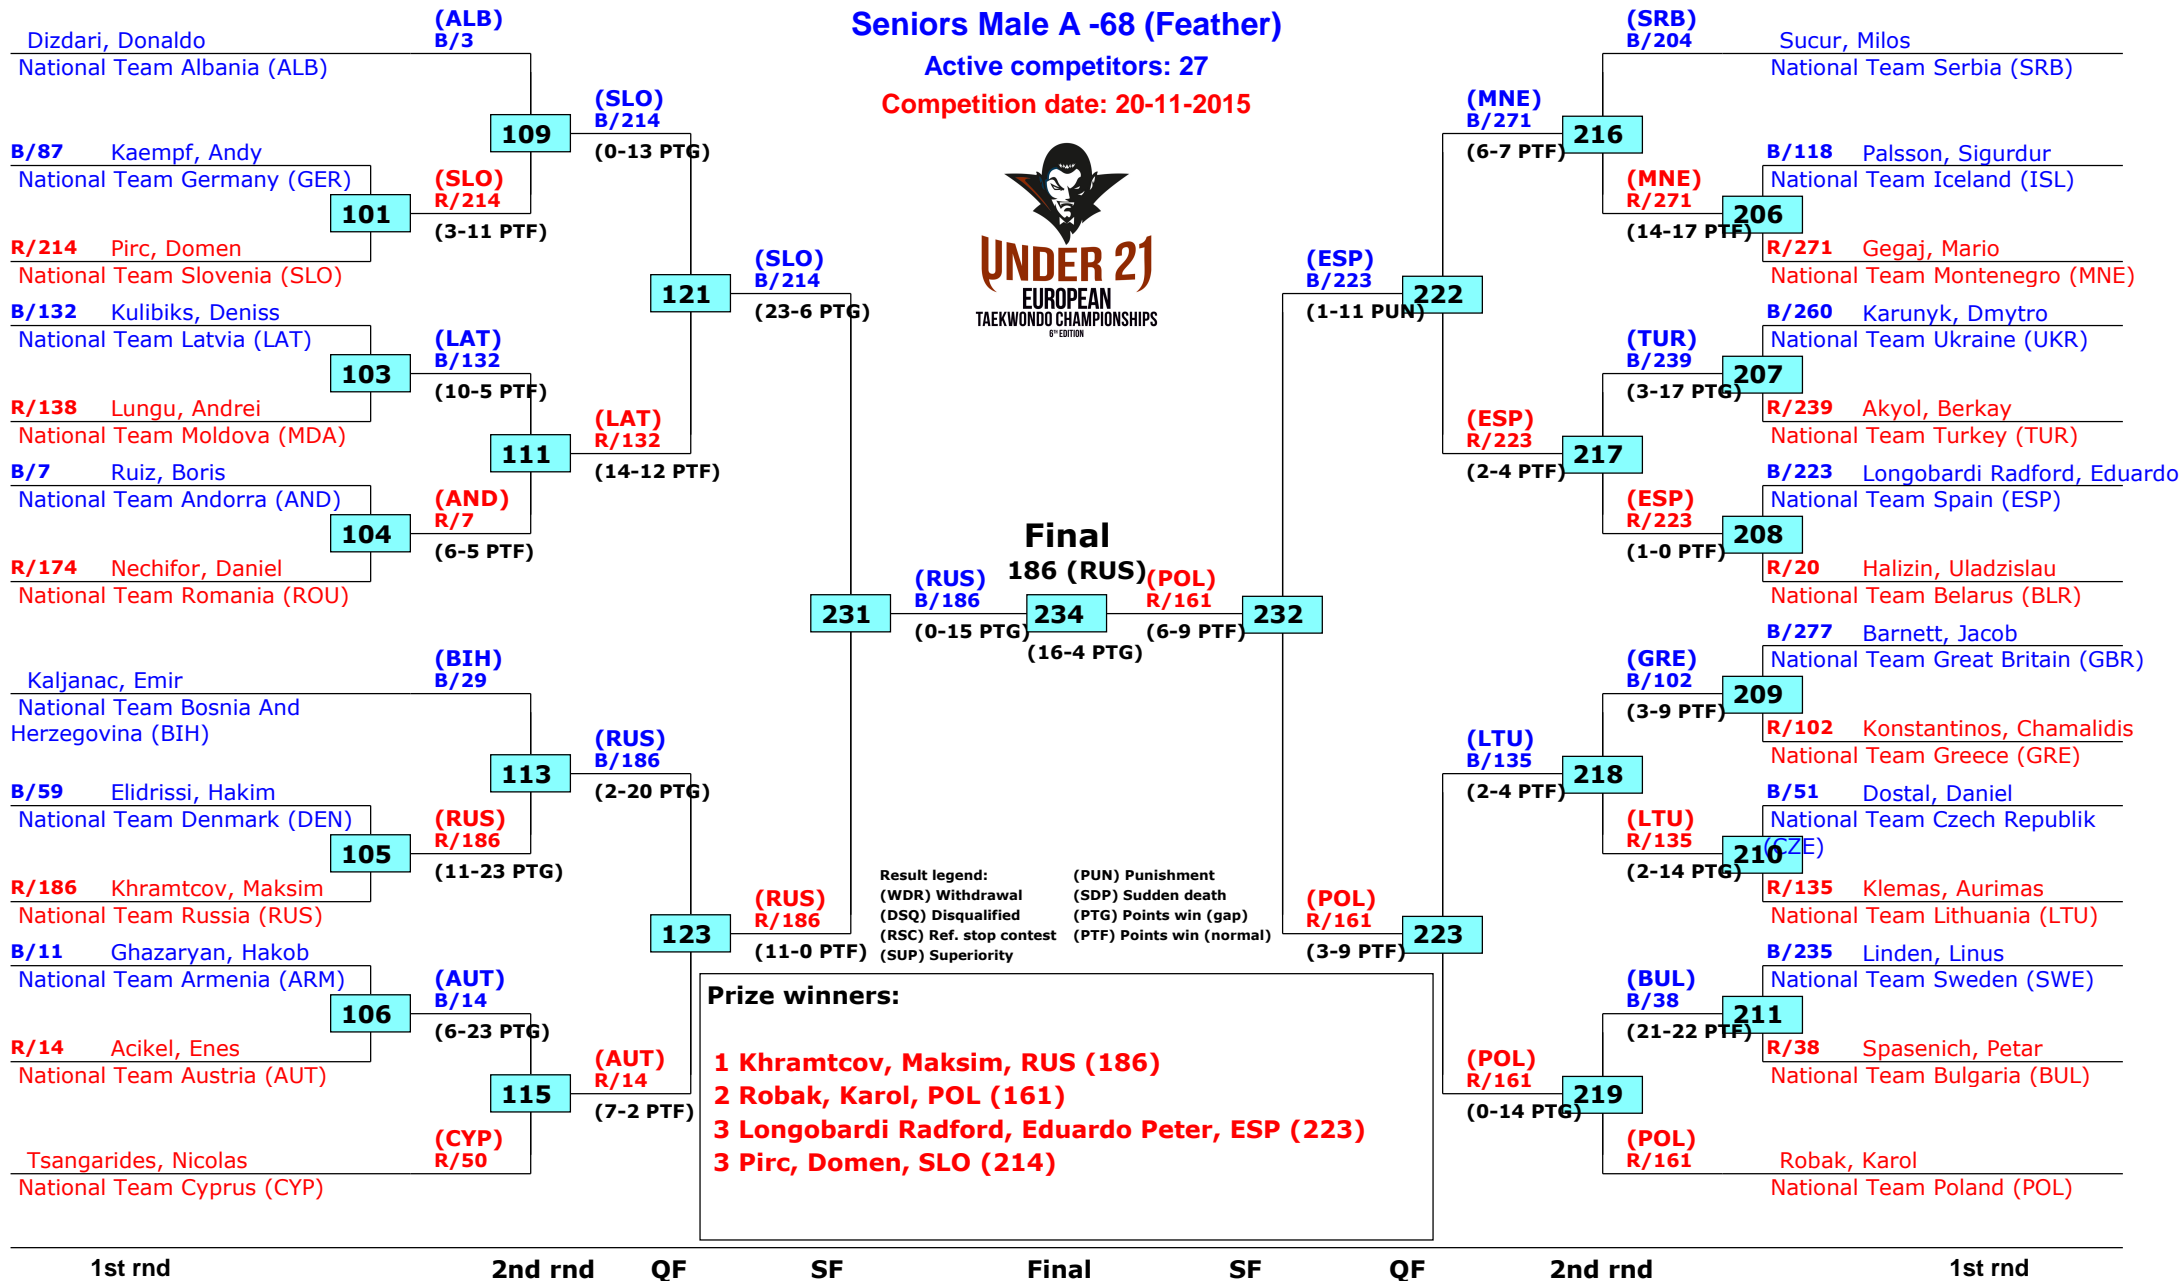 Seniors Male A -68 (Feather)
Active competitors: 27
Competition date: 20-11-2015
UNDER 21
EUROPEAN
TAEKWONDO CHAMPIONSHIPS
6TH EDITION
Dizdari, Donaldo
National Team Albania (ALB)
B/87 Kaempf, Andy
National Team Germany (GER)
R/214 Pirc, Domen
National Team Slovenia (SLO)
B/132 Kulibiks, Deniss
National Team Latvia (LAT)
R/138 Lungu, Andrei
National Team Moldova (MDA)
B/7 Ruiz, Boris
National Team Andorra (AND)
R/174 Nechifor, Daniel
National Team Romania (ROU)
Kaljanac, Emir
National Team Bosnia And
Herzegovina (BIH)
B/59 Elidrissi, Hakim
National Team Denmark (DEN)
R/186 Khramtcov, Maksim
National Team Russia (RUS)
B/11 Ghazaryan, Hakob
National Team Armenia (ARM)
R/14 Acikel, Enes
National Team Austria (AUT)
Tsangarides, Nicolas
National Team Cyprus (CYP)
101
103
104
105
106
(ALB)
B/3
(SLO)
R/214
(3-11 PTF)
(LAT)
B/132
(10-5 PTF)
(AND)
R/7
(6-5 PTF)
(BIH)
B/29
(RUS)
R/186
(11-23 PTG)
(AUT)
B/14
(6-23 PTG)
(CYP)
R/50
109
111
113
115
(SLO)
B/214
(0-13 PTG)
(LAT)
R/132
(14-12 PTF)
(RUS)
B/186
(2-20 PTG)
(AUT)
R/14
(7-2 PTF)
121
123
(SLO)
B/214
(23-6 PTG)
(RUS)
R/186
(11-0 PTF)
231
(RUS)
B/186
(0-15 PTG)
Final
186 (RUS)
234
(16-4 PTG)
(POL)
R/161
(6-9 PTF)
232
(ESP)
B/223
(1-11 PUN)
(POL)
R/161
(3-9 PTF)
222
223
(MNE)
B/271
(6-7 PTF)
(ESP)
R/223
(2-4 PTF)
(LTU)
B/135
(2-4 PTF)
(POL)
R/161
(0-14 PTG)
216
217
218
219
(SRB)
B/204
(MNE)
R/271
(14-17 PTF)
(TUR)
B/239
(3-17 PTG)
(ESP)
R/223
(1-0 PTF)
(GRE)
B/102
(3-9 PTF)
(LTU)
R/135
(2-14 PTG)
(BUL)
B/38
(21-22 PTF)
(POL)
R/161
206
207
208
209
210
211
Sucur, Milos
National Team Serbia (SRB)
B/118 Palsson, Sigurdur
National Team Iceland (ISL)
R/271 Gegaj, Mario
National Team Montenegro (MNE)
B/260 Karunyk, Dmytro
National Team Ukraine (UKR)
R/239 Akyol, Berkay
National Team Turkey (TUR)
B/223 Longobardi Radford, Eduardo
National Team Spain (ESP)
R/20 Halizin, Uladzislau
National Team Belarus (BLR)
B/277 Barnett, Jacob
National Team Great Britain (GBR)
R/102 Konstantinos, Chamalidis
National Team Greece (GRE)
B/51 Dostal, Daniel
National Team Czech Republik
(CZE)
R/135 Klemas, Aurimas
National Team Lithuania (LTU)
B/235 Linden, Linus
National Team Sweden (SWE)
R/38 Spasenich, Petar
National Team Bulgaria (BUL)
Robak, Karol
National Team Poland (POL)
Result legend:
(WDR) Withdrawal
(DSQ) Disqualified
(RSC) Ref. stop contest
(SUP) Superiority
(PUN) Punishment
(SDP) Sudden death
(PTG) Points win (gap)
(PTF) Points win (normal)
Prize winners:
1 Khramtcov, Maksim, RUS (186)
2 Robak, Karol, POL (161)
3 Longobardi Radford, Eduardo Peter, ESP (223)
3 Pirc, Domen, SLO (214)
1st rnd 2nd rnd QF SF Final SF QF 2nd rnd 1st rnd